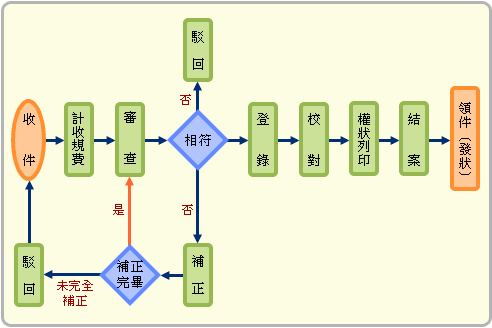 駁回
否
收件
計收規費
審查
相符
登錄
校對
權狀列印
結案
領件（發狀）
是
否
駁回
未完全
補正
補正
完畢
補正